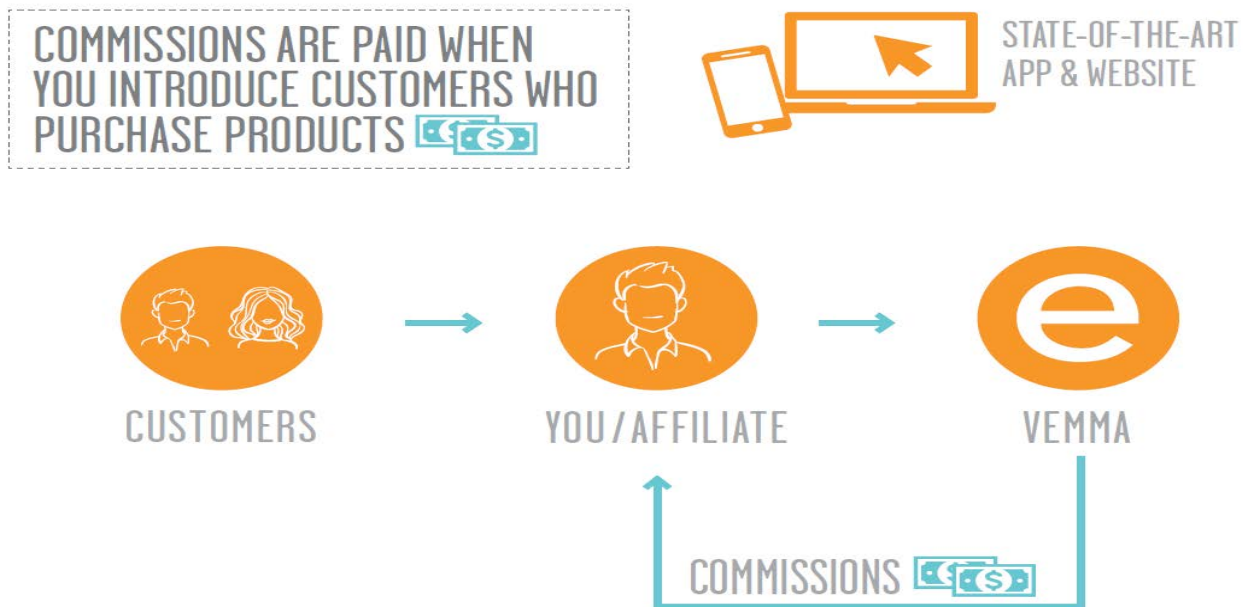 COMMISSIONS ARE PAID WHEN
YOU INTRODUCE CUSTOMERS WHO
PURCHASE PRODUCTS
STATE-OF-THE-ART
APP & WEBSITE
CUSTOMERS
YOU/AFFILIATE
e
VEMMA
COMMISSIONS